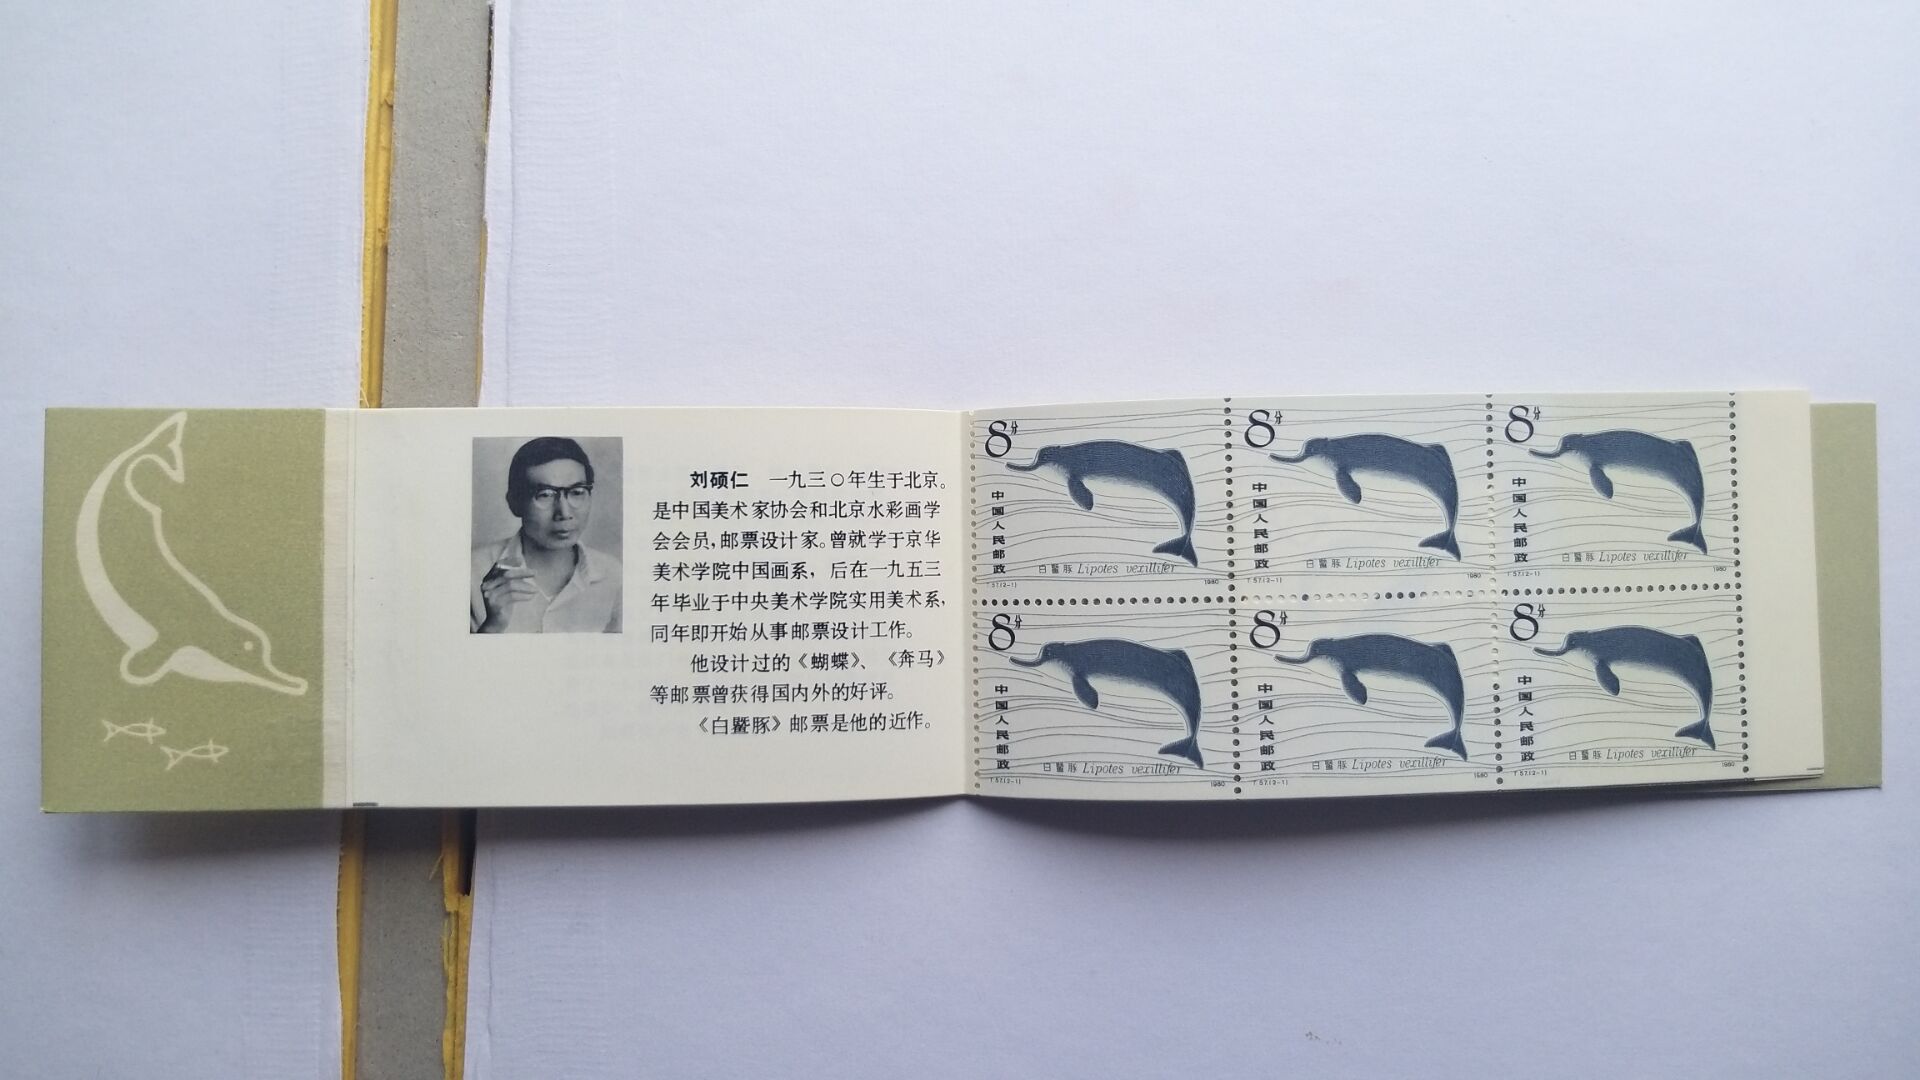 刘硕仁　一九三〇年生于北京。
是中国美术家协会和北京水彩画学
会会员，邮票设计家。曾就学于京华
美术学院中国画系，后在一九五三
年毕业于中央美术学院实用美术系，
同年即开始从事邮票设计工作。
他设计过的《蝴蝶》、《奔马》
等邮票曾获得国内外的好评。
《白鱀豚》邮票是他的近作。
8分
中国人民邮政
白鱀豚 Lipotes vexillifer
T.57.(2-1)
1980
8分
中国人民邮政
白鱀豚 Lipotes vexillifer
T.57.(2-1)
1980
8分
中国人民邮政
白鱀豚 Lipotes vexillifer
T.57.(2-1)
1980
8分
中国人民邮政
白鱀豚 Lipotes vexillifer
T.57.(2-1)
1980
8分
中国人民邮政
白鱀豚 Lipotes vexillifer
T.57.(2-1)
1980
8分
中国人民邮政
白鱀豚 Lipotes vexillifer
T.57.(2-1)
1980